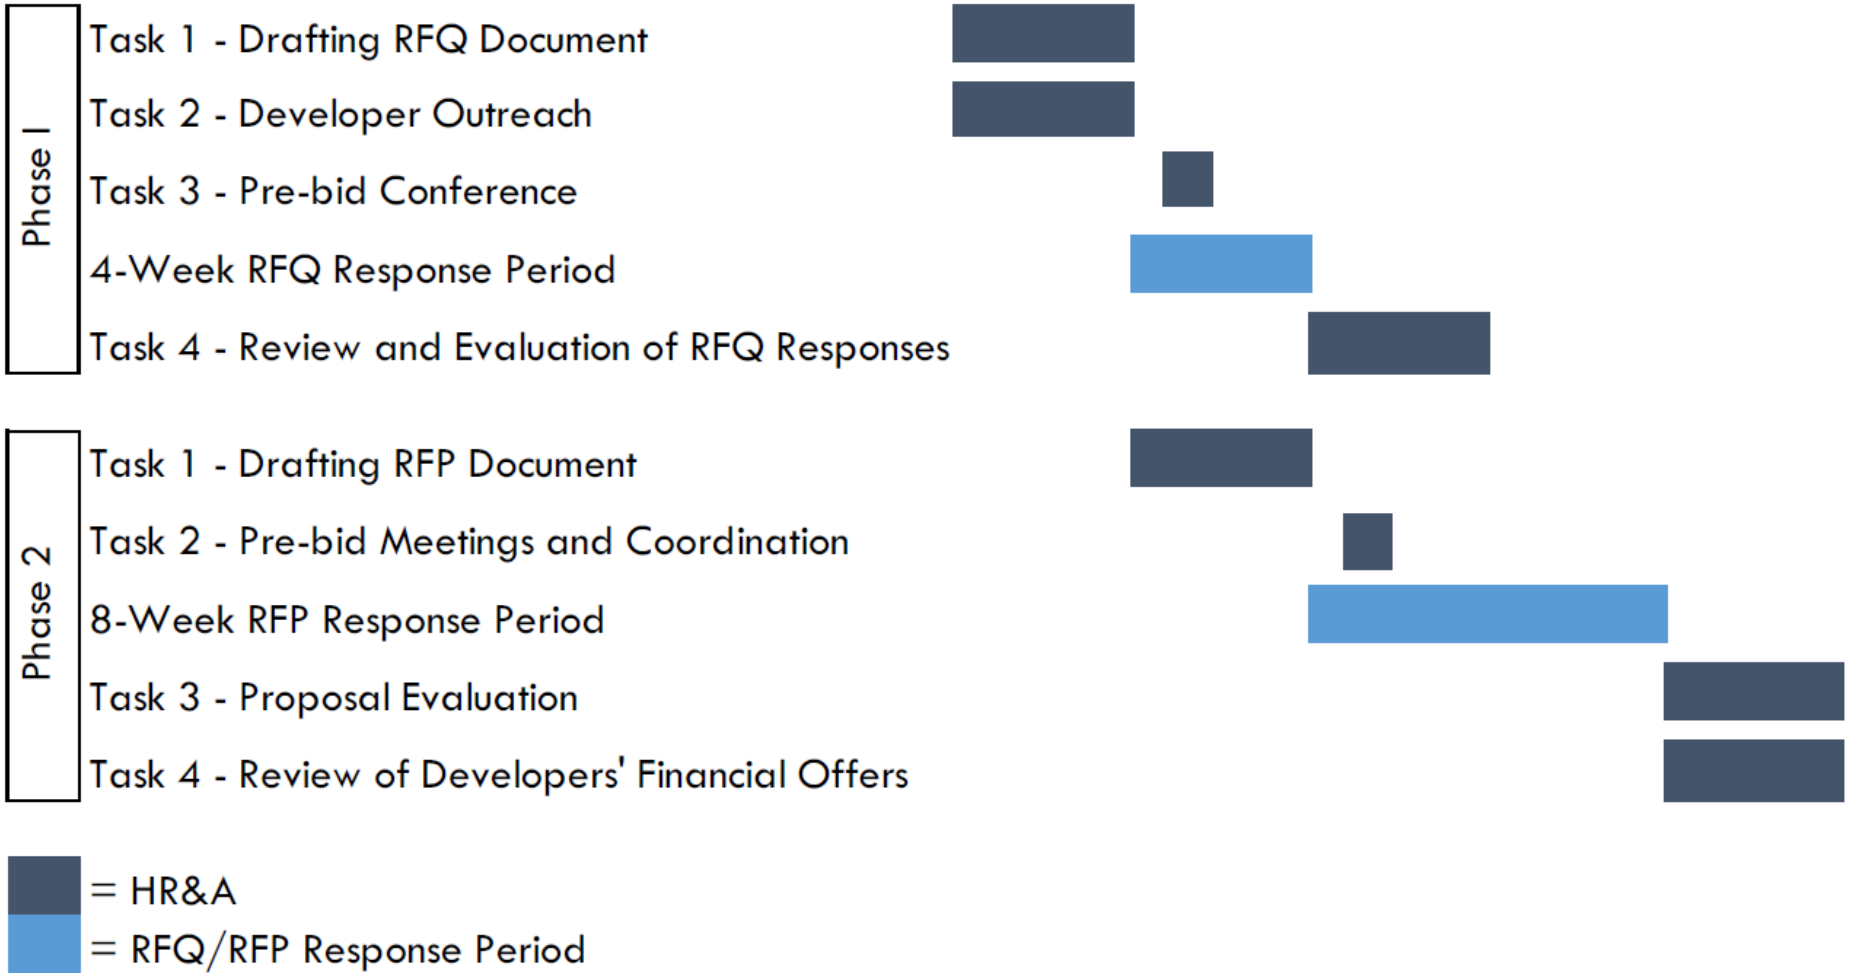 Phase I
Task 1 - Drafting RFQ Document
Task 2 - Developer Outreach
Task 3 - Pre-bid Conference
4-Week RFQ Response Period
Task 4 - Review and Evaluation of RFQ Responses
Phase 2
Task 1 - Drafting RFP Document
Task 2 - Pre-bid Meetings and Coordination
8-Week RFP Response Period
Task 3 - Proposal Evaluation
Task 4 - Review of Developers' Financial Offers
= HR&A
= RFQ/RFP Response Period